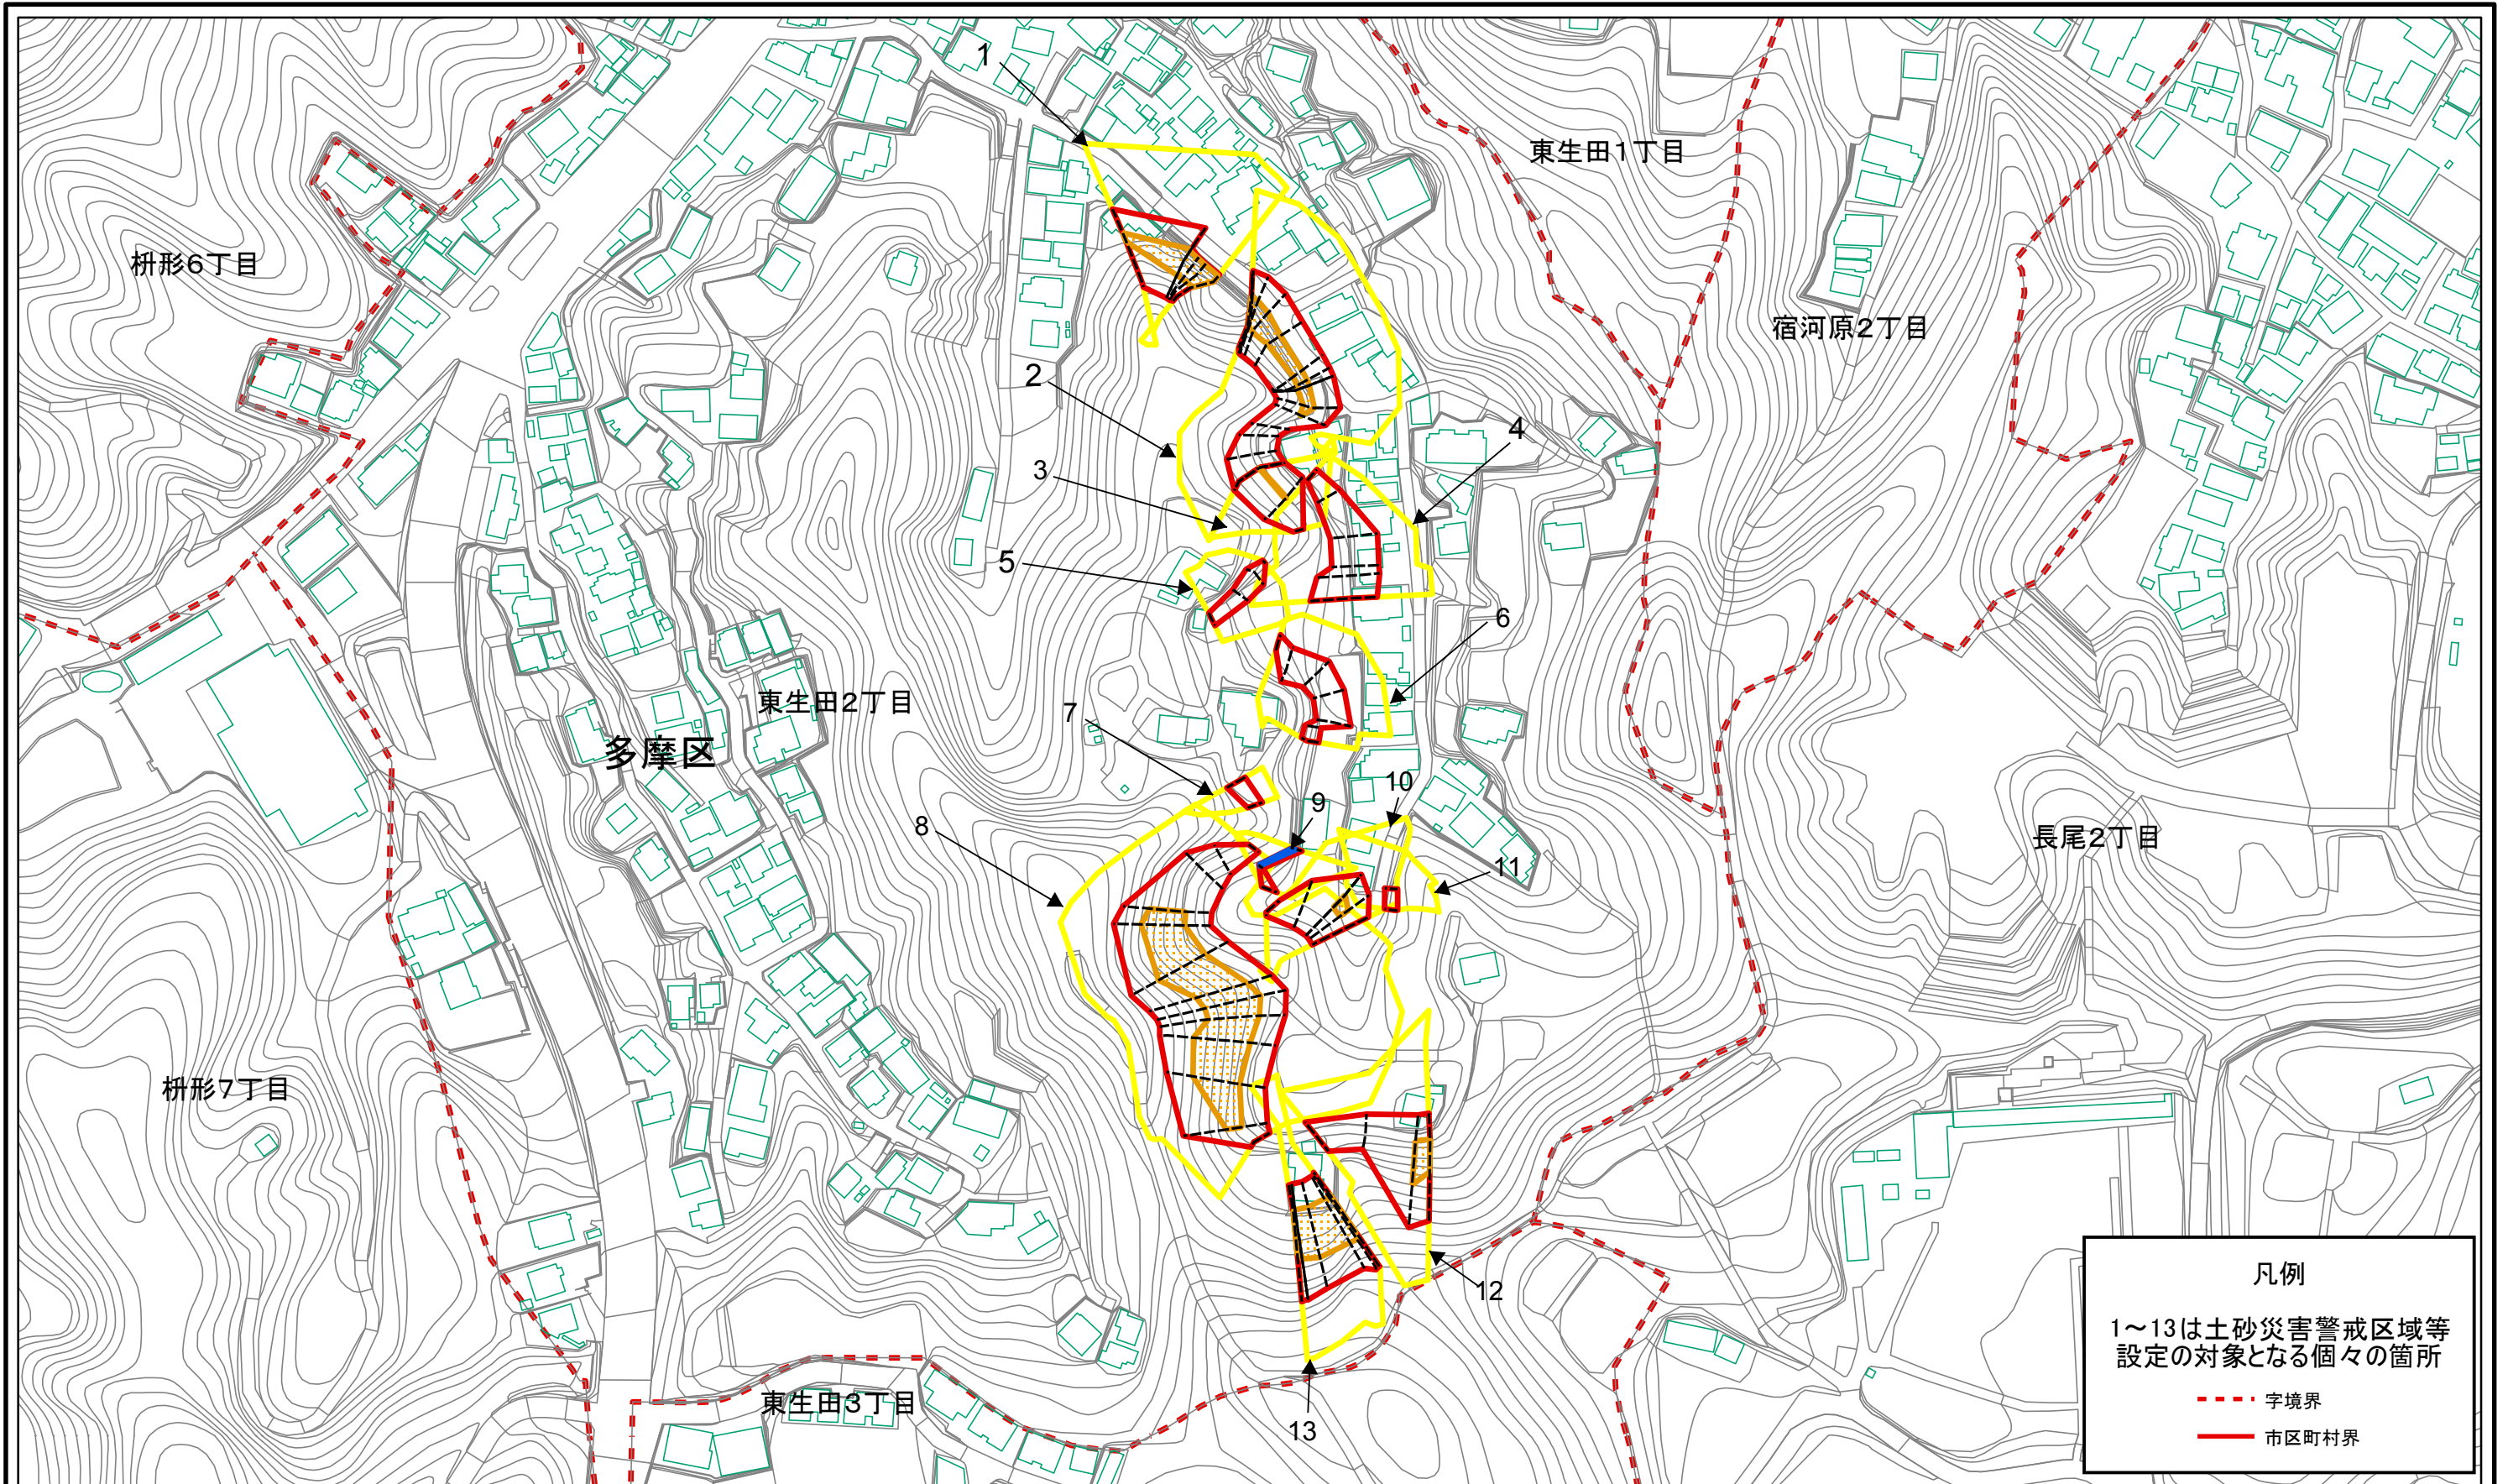 1
東生田1丁目
枡形6丁目
宿河原2丁目
2
4
3
5
6
東生田2丁目
7
多摩区
10
9
8
長尾2丁目
11
枡形7丁目
12
東生田3丁目
13
凡例
1～13は土砂災害警戒区域等
設定の対象となる個々の箇所
字境界
市区町村界